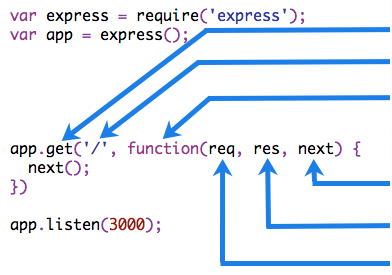 var express = require('express');
var app = express();
app.get('/', function(req, res, next) {
next();
})
app.listen(3000);